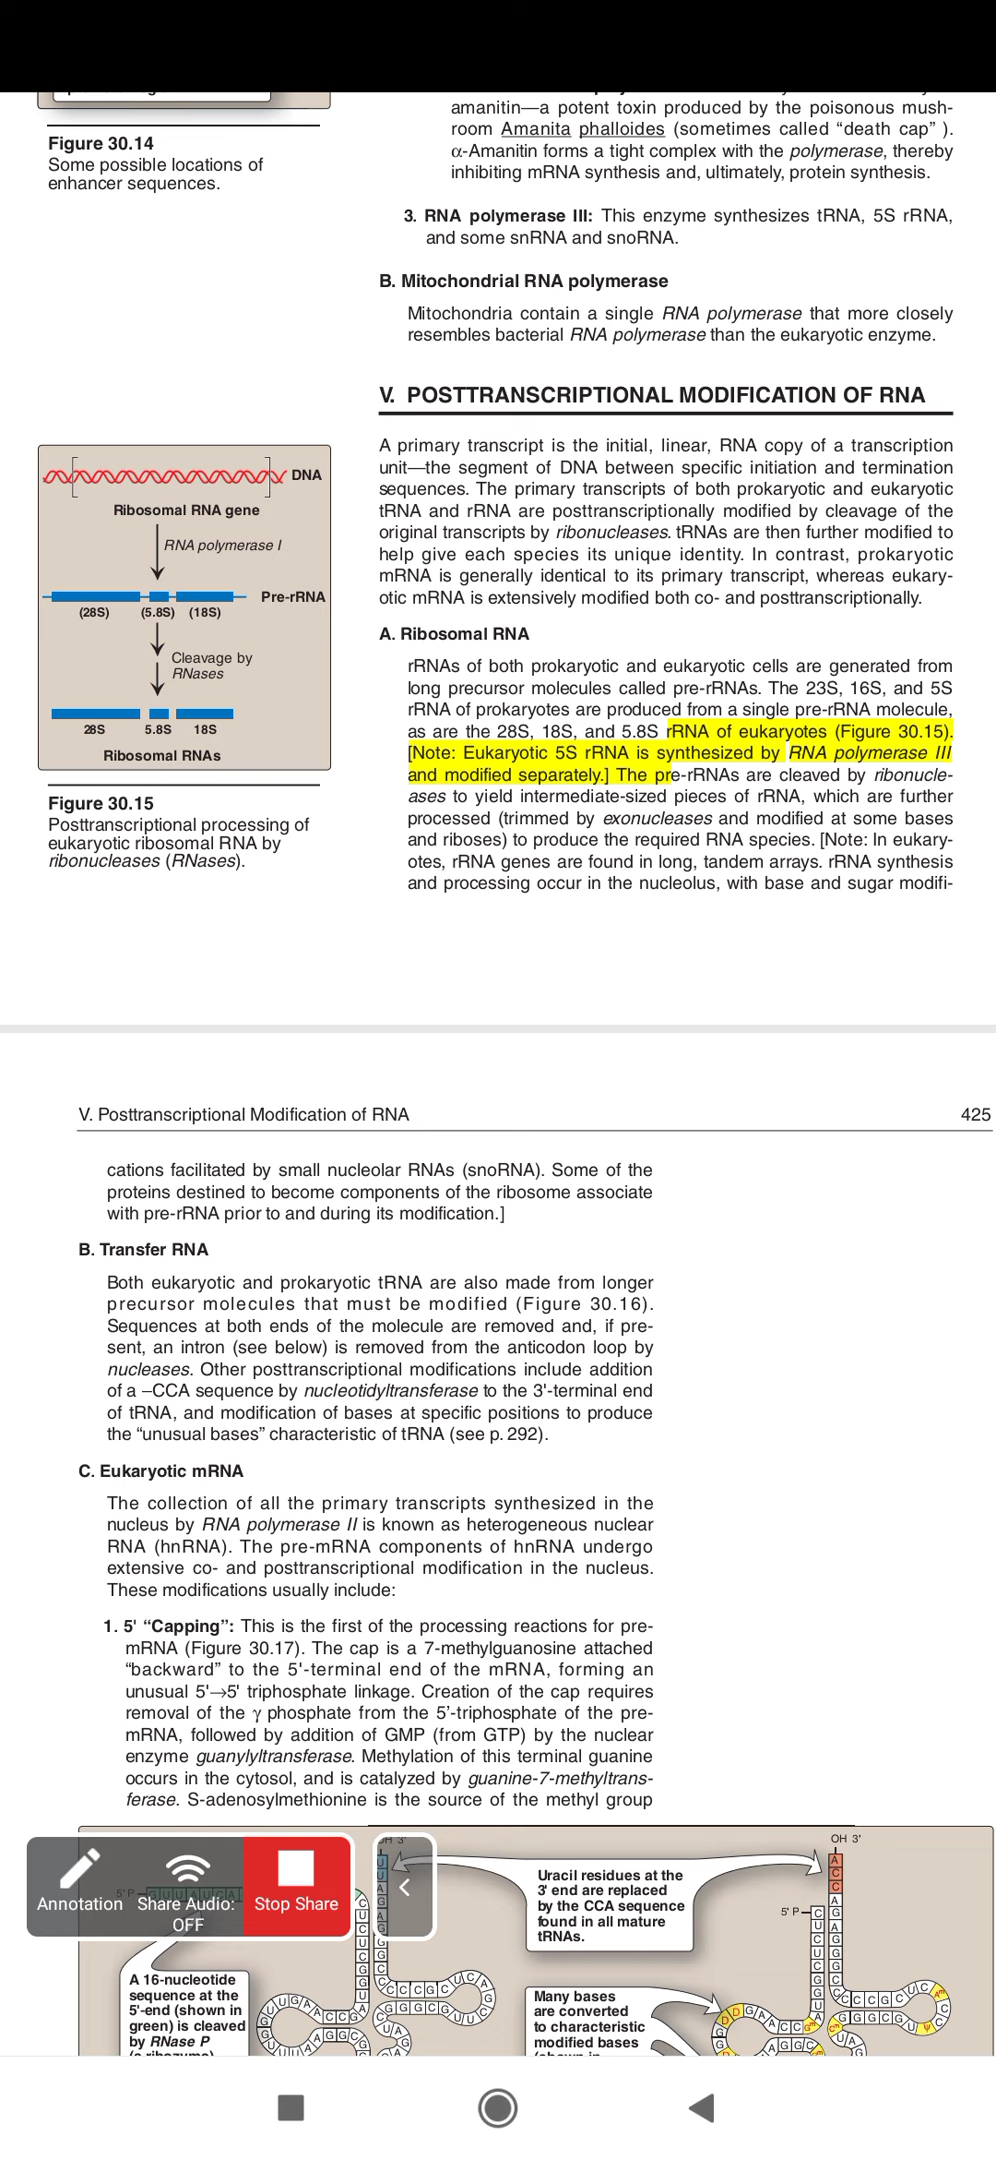 Figure 30.14
Some possible locations of
enhancer sequences.
amanitin—a potent toxin produced by the poisonous mush-
room Amanita phalloides (sometimes called “death cap” ).
α-Amanitin forms a tight complex with the polymerase, thereby
inhibiting mRNA synthesis and, ultimately, protein synthesis.
3. RNA polymerase III: This enzyme synthesizes tRNA, 5S rRNA,
and some snRNA and snoRNA.
B. Mitochondrial RNA polymerase
Mitochondria contain a single RNA polymerase that more closely
resembles bacterial RNA polymerase than the eukaryotic enzyme.
V. POSTTRANSCRIPTIONAL MODIFICATION OF RNA
A primary transcript is the initial, linear, RNA copy of a transcription
unit—the segment of DNA between specific initiation and termination
sequences. The primary transcripts of both prokaryotic and eukaryotic
tRNA and rRNA are posttranscriptionally modified by cleavage of the
original transcripts by ribonucleases. tRNAs are then further modified to
help give each species its unique identity. In contrast, prokaryotic
mRNA is generally identical to its primary transcript, whereas eukary-
otic mRNA is extensively modified both co- and posttranscriptionally.
A. Ribosomal RNA
rRNAs of both prokaryotic and eukaryotic cells are generated from
long precursor molecules called pre-rRNAs. The 23S, 16S, and 5S
rRNA of prokaryotes are produced from a single pre-rRNA molecule,
as are the 28S, 18S, and 5.8S rRNA of eukaryotes (Figure 30.15).
[Note: Eukaryotic 5S rRNA is synthesized by RNA polymerase III
and modified separately.] The pre-rRNAs are cleaved by ribonucle-
ases to yield intermediate-sized pieces of rRNA, which are further
processed (trimmed by exonucleases and modified at some bases
and riboses) to produce the required RNA species. [Note: In eukary-
otes, rRNA genes are found in long, tandem arrays. rRNA synthesis
and processing occur in the nucleolus, with base and sugar modifi-
DNA
Ribosomal RNA gene
RNA polymerase I
Pre-rRNA
(28S) (5.8S) (18S)
Cleavage by
RNases
28S 5.8S 18S
Ribosomal RNAs
Figure 30.15
Posttranscriptional processing of
eukaryotic ribosomal RNA by
ribonucleases (RNases).
V. Posttranscriptional Modification of RNA 425
cations facilitated by small nucleolar RNAs (snoRNA). Some of the
proteins destined to become components of the ribosome associate
with pre-rRNA prior to and during its modification.]
B. Transfer RNA
Both eukaryotic and prokaryotic tRNA are also made from longer
precursor molecules that must be modified (Figure 30.16).
Sequences at both ends of the molecule are removed and, if pre-
sent, an intron (see below) is removed from the anticodon loop by
nucleases. Other posttranscriptional modifications include addition
of a –CCA sequence by nucleotidyltransferase to the 3'-terminal end
of tRNA, and modification of bases at specific positions to produce
the “unusual bases” characteristic of tRNA (see p. 292).
C. Eukaryotic mRNA
The collection of all the primary transcripts synthesized in the
nucleus by RNA polymerase II is known as heterogeneous nuclear
RNA (hnRNA). The pre-mRNA components of hnRNA undergo
extensive co- and posttranscriptional modification in the nucleus.
These modifications usually include:
1. 5' “Capping”: This is the first of the processing reactions for pre-
mRNA (Figure 30.17). The cap is a 7-methylguanosine attached
“backward” to the 5'-terminal end of the mRNA, forming an
unusual 5'→5' triphosphate linkage. Creation of the cap requires
removal of the γ phosphate from the 5’-triphosphate of the pre-
mRNA, followed by addition of GMP (from GTP) by the nuclear
enzyme guanylyltransferase. Methylation of this terminal guanine
occurs in the cytosol, and is catalyzed by guanine-7-methyltrans-
ferase. S-adenosylmethionine is the source of the methyl group
Annotation
Share Audio:
OFF
Stop Share
OH 3'
Uracil residues at the
3' end are replaced
by the CCA sequence
found in all mature
tRNAs.
5' P
A 16-nucleotide
sequence at the
5'-end (shown in
green) is cleaved
by RNase P
Many bases
are converted
to characteristic
modified bases